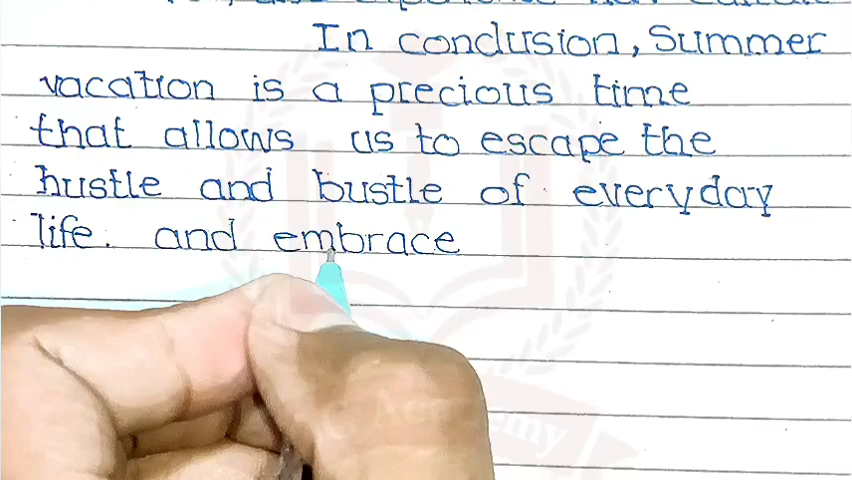 In conclusion, Summer
vacation is a precious time
that allows us to escape the
hustle and bustle of everyday
life. and embrace
Academy